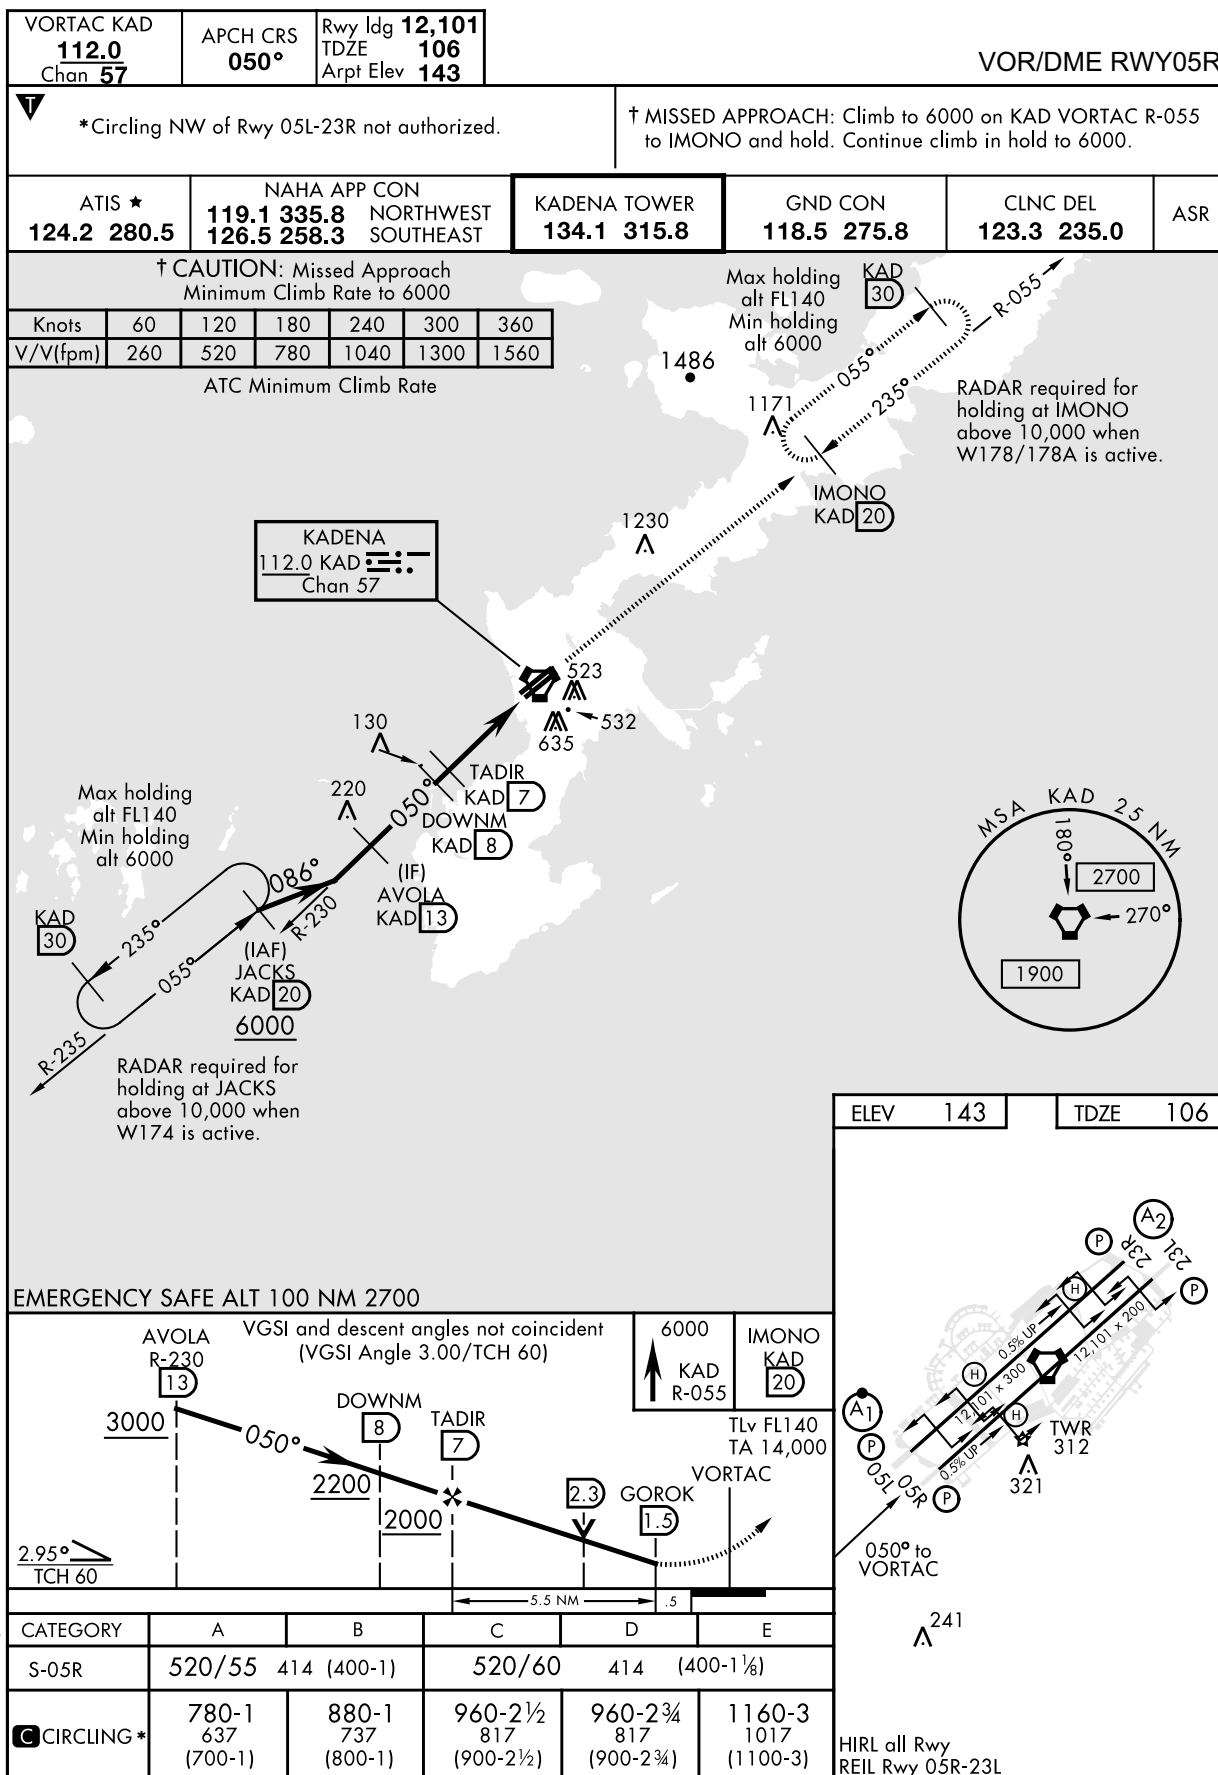 VORTAC KAD
112.0
Chan 57
APCH CRS
050°
Rwy ldg 12,101
TDZE 106
Arpt Elev 143
VOR/DME RWY05R
T
*Circling NW of Rwy 05L-23R not authorized.
† MISSED APPROACH: Climb to 6000 on KAD VORTAC R-055
to IMONO and hold. Continue climb in hold to 6000.
ATIS ★
124.2 280.5
NAHA APP CON
119.1 335.8 NORTHWEST
126.5 258.3 SOUTHEAST
KADENA TOWER
134.1 315.8
GND CON
118.5 275.8
CLNC DEL
123.3 235.0
ASR
† CAUTION: Missed Approach
Minimum Climb Rate to 6000
Knots 60 120 180 240 300 360
V/V(fpm) 260 520 780 1040 1300 1560
ATC Minimum Climb Rate
Max holding
alt FL140
Min holding
alt 6000
KAD
30
R-055
055°
235°
1486
1171
RADAR required for
holding at IMONO
above 10,000 when
W178/178A is active.
IMONO
KAD 20
1230
KADENA
112.0 KAD
Chan 57
523
532
635
130
TADIR
KAD 7
220
050°
DOWNM
KAD 8
Max holding
alt FL140
Min holding
alt 6000
086°
(IF)
AVOLA
KAD 13
R-230
KAD
30
235°
055°
(IAF)
JACKS
KAD 20
6000
R-235
RADAR required for
holding at JACKS
above 10,000 when
W174 is active.
MSA KAD 25 NM
180°
2700
270°
1900
ELEV 143
TDZE 106
EMERGENCY SAFE ALT 100 NM 2700
AVOLA
R-230
13
VGSI and descent angles not coincident
(VGSI Angle 3.00/TCH 60)
6000
KAD
R-055
IMONO
KAD
20
3000
050°
DOWNM
8
TADIR
7
TLv FL140
TA 14,000
VORTAC
2200
2000
2.3
GOROK
1.5
2.95°
TCH 60
5.5 NM
.5
A2
P
23R
23L
P
H
0.5% UP
12,101 x 200
H
12,101 x 300
H
A1
P
TWR
312
0.5% UP
05L
05R
P
321
050° to
VORTAC
241
HIRL all Rwy
REIL Rwy 05R-23L
CATEGORY A B C D E
S-05R 520/55 414 (400-1) 520/60 414 (400-1⅛)
C CIRCLING*
780-1
637
(700-1)
880-1
737
(800-1)
960-2½
817
(900-2½)
960-2¾
817
(900-2¾)
1160-3
1017
(1100-3)